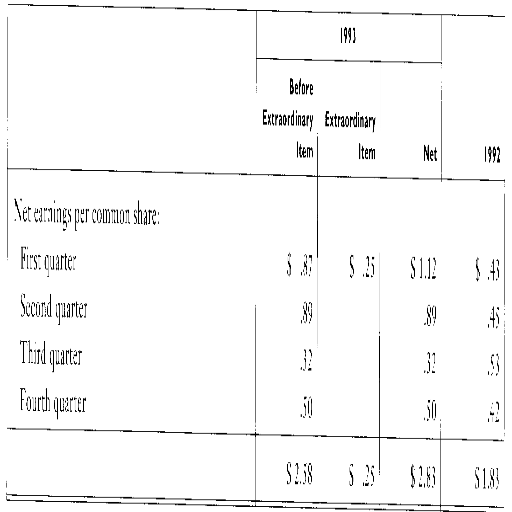 1993
Before
Extraordinary Extraordinary
Item Item Net 1992
Net earnings per common share:
First quarter $ .87 $ .25 $ 1.12 $ .43
Second quarter .89 .89 .45
Third quarter .32 .32 .53
Fourth quarter .50 .50 .42
$ 2.58 $ .25 $ 2.83 $ 1.83